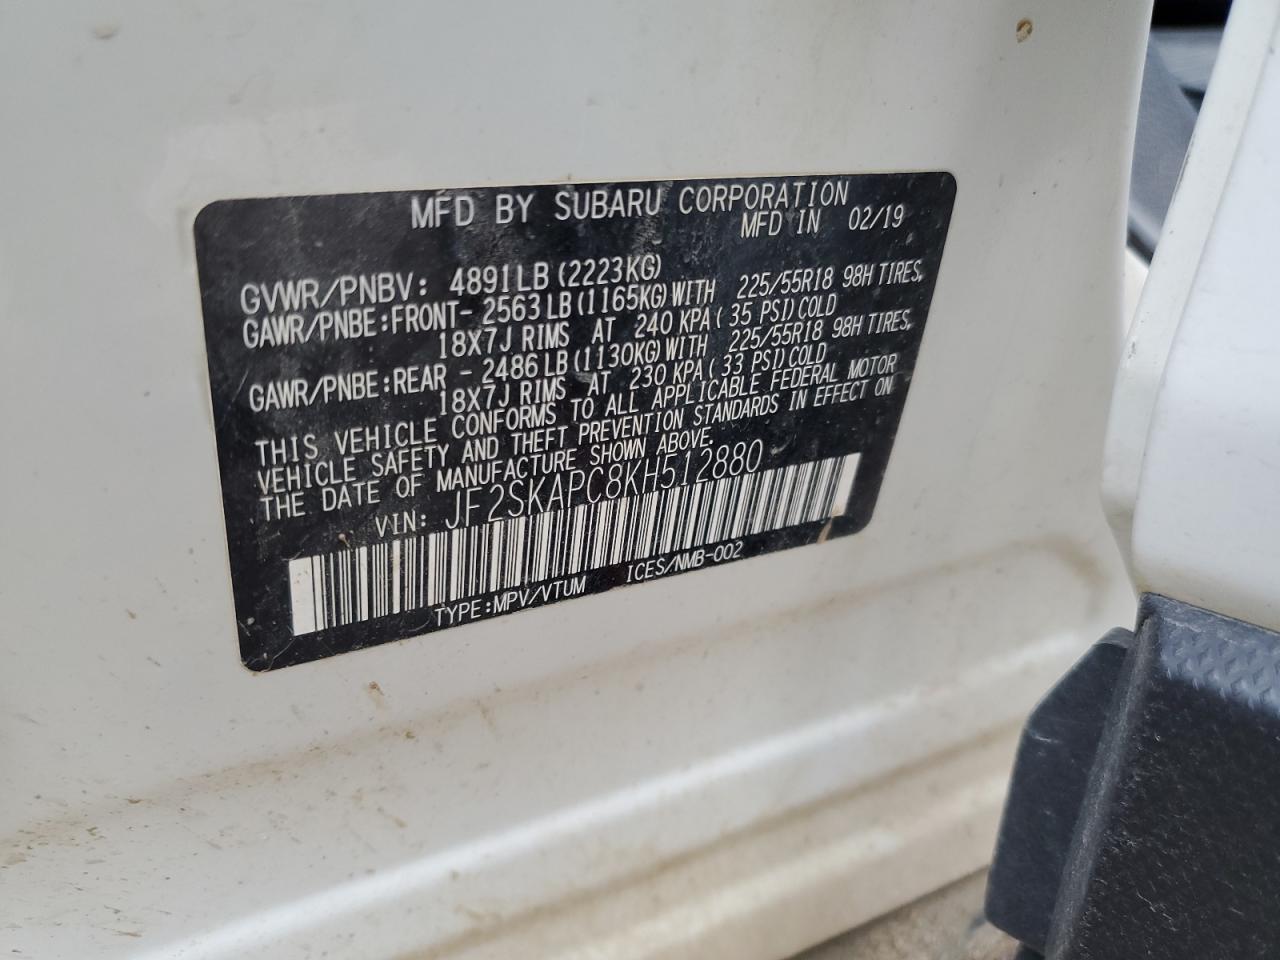 MFD BY SUBARU CORPORATION
MFD IN 02/19
GVWR/PNBV: 4891LB (2223KG)
GAWR/PNBE:FRONT- 2563LB (1165KG) WITH 225/55R18 98H TIRES,
18X7J RIMS AT 240 KPA ( 35 PSI) COLD
GAWR/PNBE:REAR - 2486LB (1130KG) WITH 225/55R18 98H TIRES,
18X7J RIMS AT 230 KPA ( 33 PSI) COLD
THIS VEHICLE CONFORMS TO ALL APPLICABLE FEDERAL MOTOR
VEHICLE SAFETY AND THEFT PREVENTION STANDARDS IN EFFECT ON
THE DATE OF MANUFACTURE SHOWN ABOVE.
VIN: JF2SKAPC8KH512880
TYPE:MPV/VTUM ICES/NMB-002